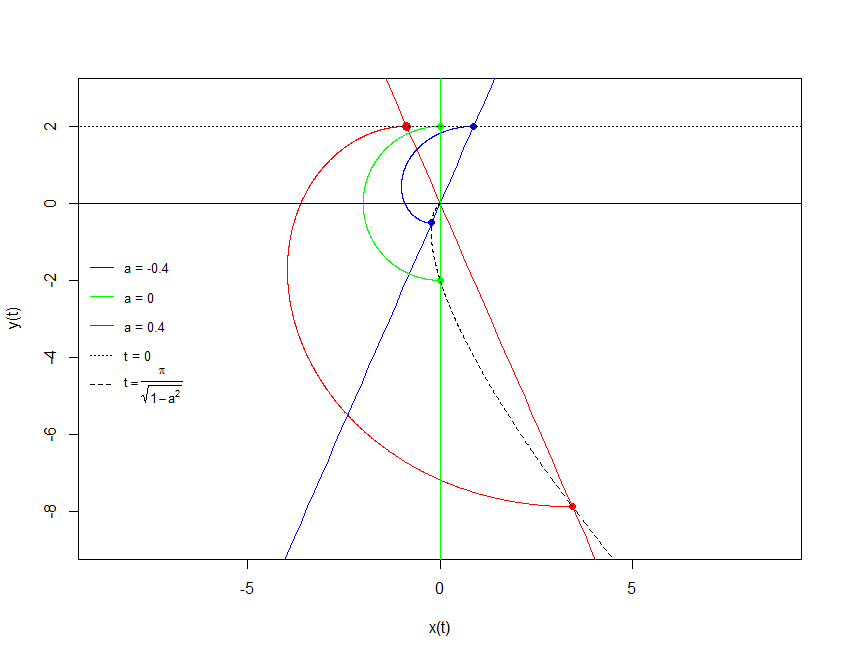 2
0
-2
-4
-6
-8
y(t)
a = -0.4
a = 0
a = 0.4
t = 0
t = π
√1−a²
-5 0 5
x(t)